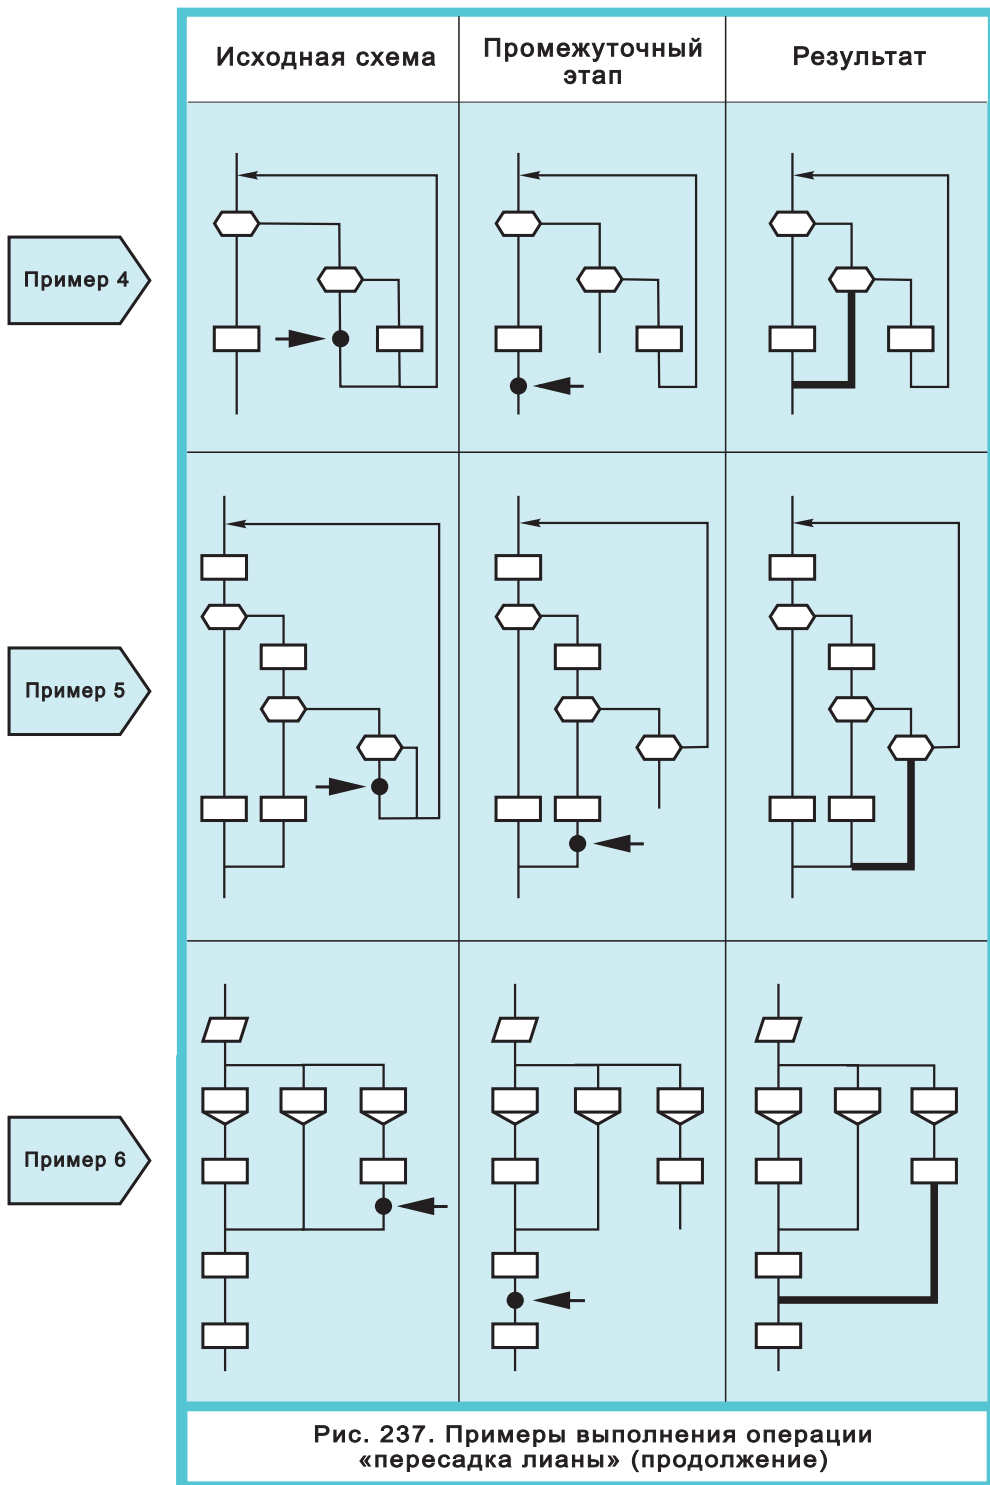 Исходная схема
Промежуточный
этап
Результат
Пример 4
Пример 5
Пример 6
Рис. 237. Примеры выполнения операции
«пересадка лианы» (продолжение)